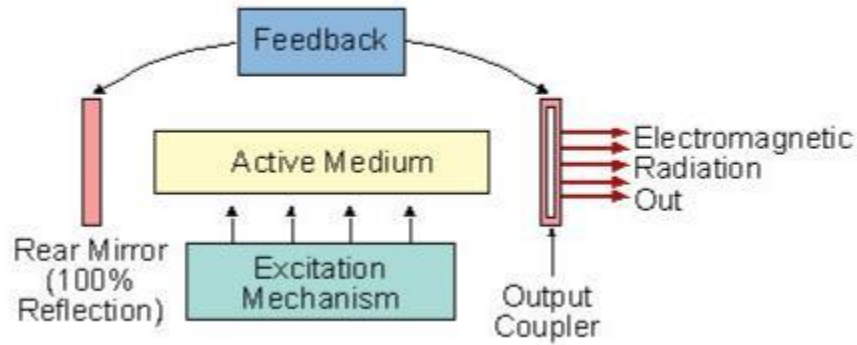 Feedback
Active Medium
Electromagnetic
Radiation
Out
Rear Mirror
(100%
Reflection)
Excitation
Mechanism
Output
Coupler